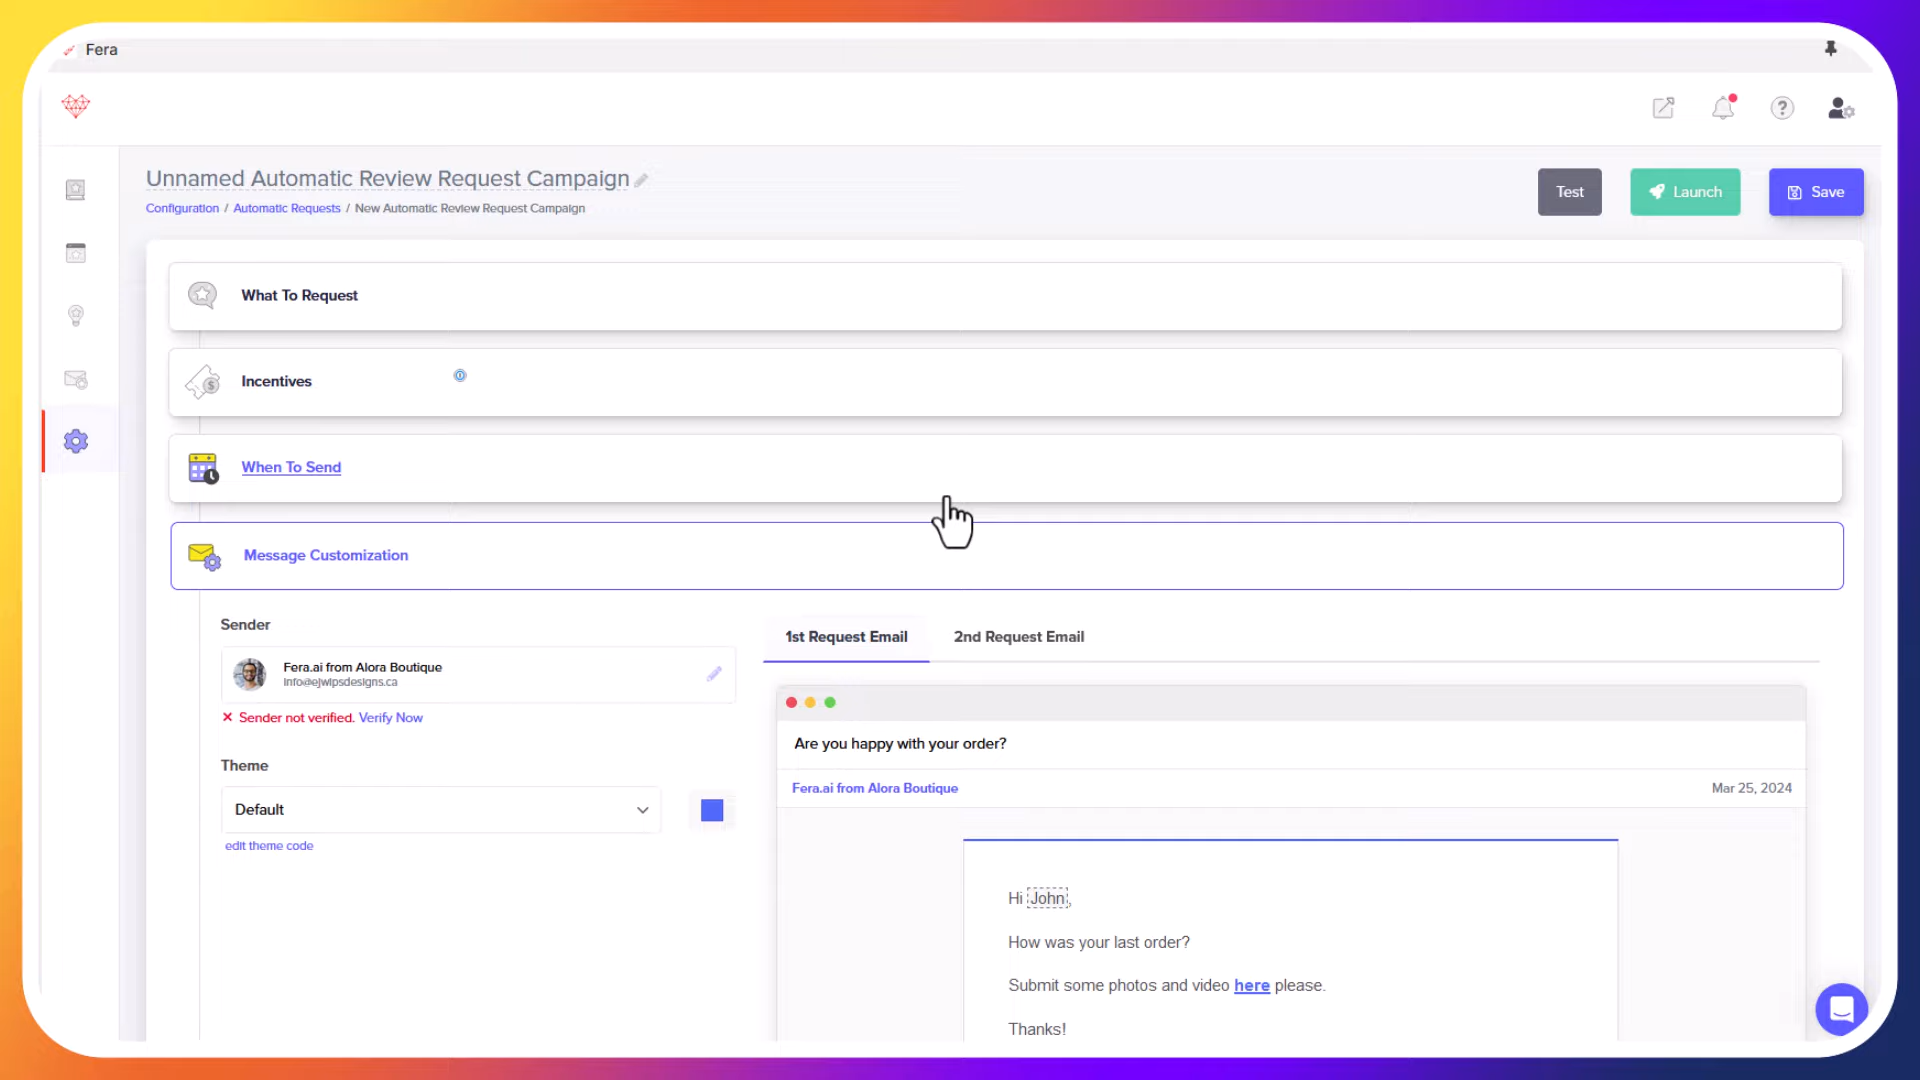 Fera
Unnamed Automatic Review Request Campaign
Configuration / Automatic Requests / New Automatic Review Request Campaign
Test
Launch
Save
What To Request
Incentives
When To Send
Message Customization
Sender
Fera.ai from Alora Boutique
info@ejwipsdesigns.ca
× Sender not verified. Verify Now
Theme
Default
edit theme code
1st Request Email
2nd Request Email
Are you happy with your order?
Fera.ai from Alora Boutique
Mar 25, 2024
Hi John,
How was your last order?
Submit some photos and video here please.
Thanks!